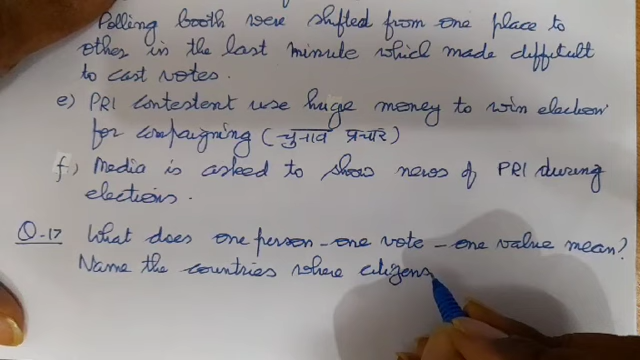 Polling booth were shifted from one place to
other in the last minute which made difficult
to cast votes.
e) PRI contestent use huge money to win election
for compaigning (चुनाव प्रचार)
f.) Media is asked to show news of PRI during
elections.
Q-17 What does one person - one vote - one value mean?
Name the countries where citizens